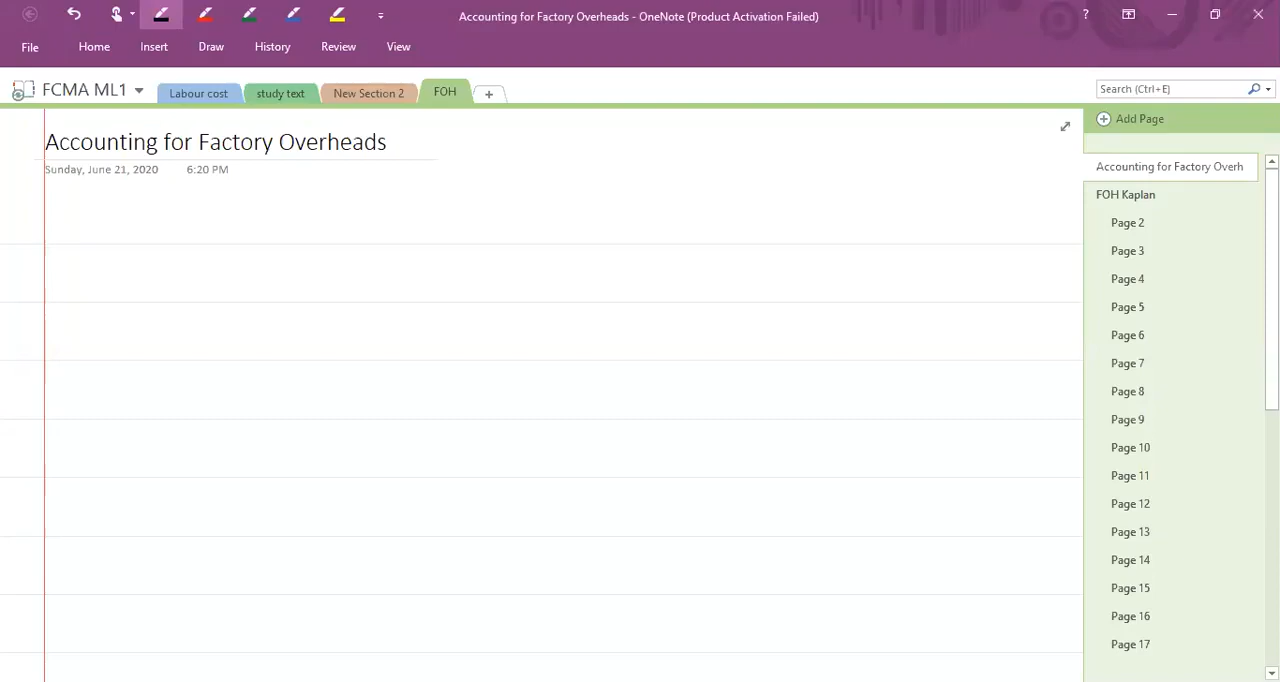 Accounting for Factory Overheads - OneNote (Product Activation Failed)
?
File
Home
Insert
Draw
History
Review
View
FCMA ML1
Labour cost
study text
New Section 2
FOH
+
Search (Ctrl+E)
Accounting for Factory Overheads
Sunday, June 21, 2020
6:20 PM
Add Page
Accounting for Factory Overh
FOH Kaplan
Page 2
Page 3
Page 4
Page 5
Page 6
Page 7
Page 8
Page 9
Page 10
Page 11
Page 12
Page 13
Page 14
Page 15
Page 16
Page 17